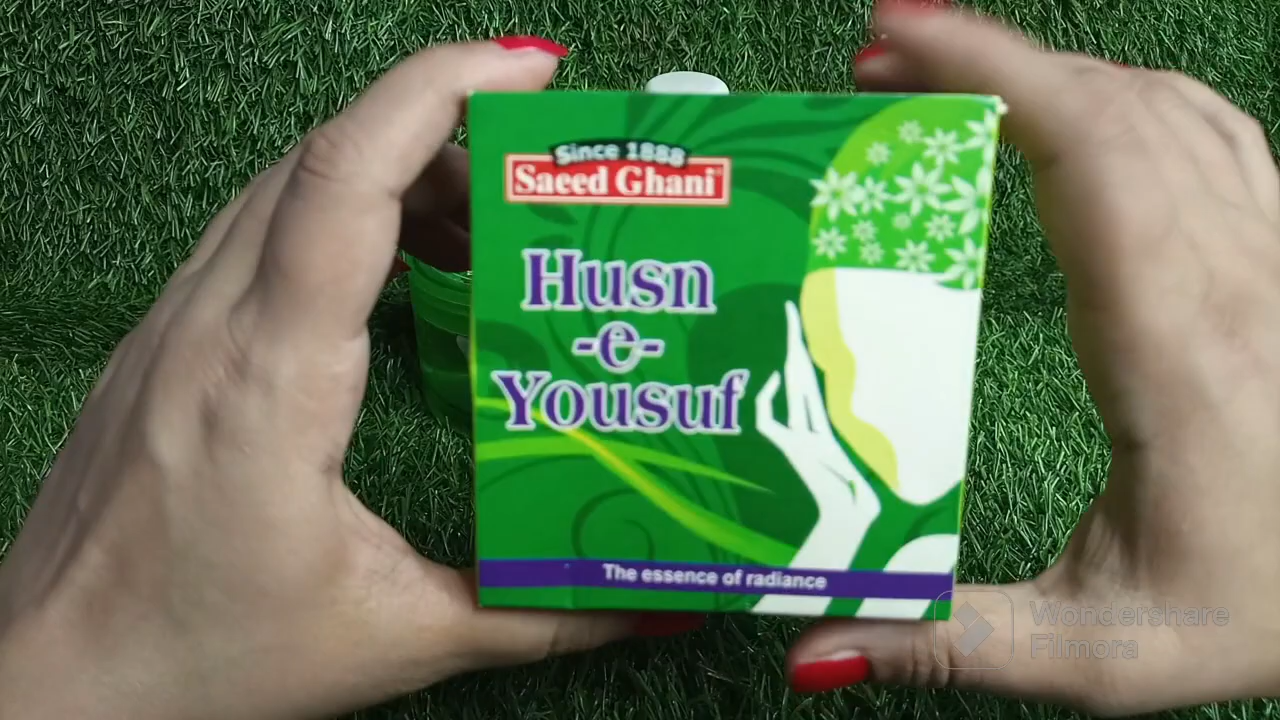 Since 1888
Saeed Ghani
Husn
-e-
Yousuf
The essence of radiance
Wondershare
Filmora